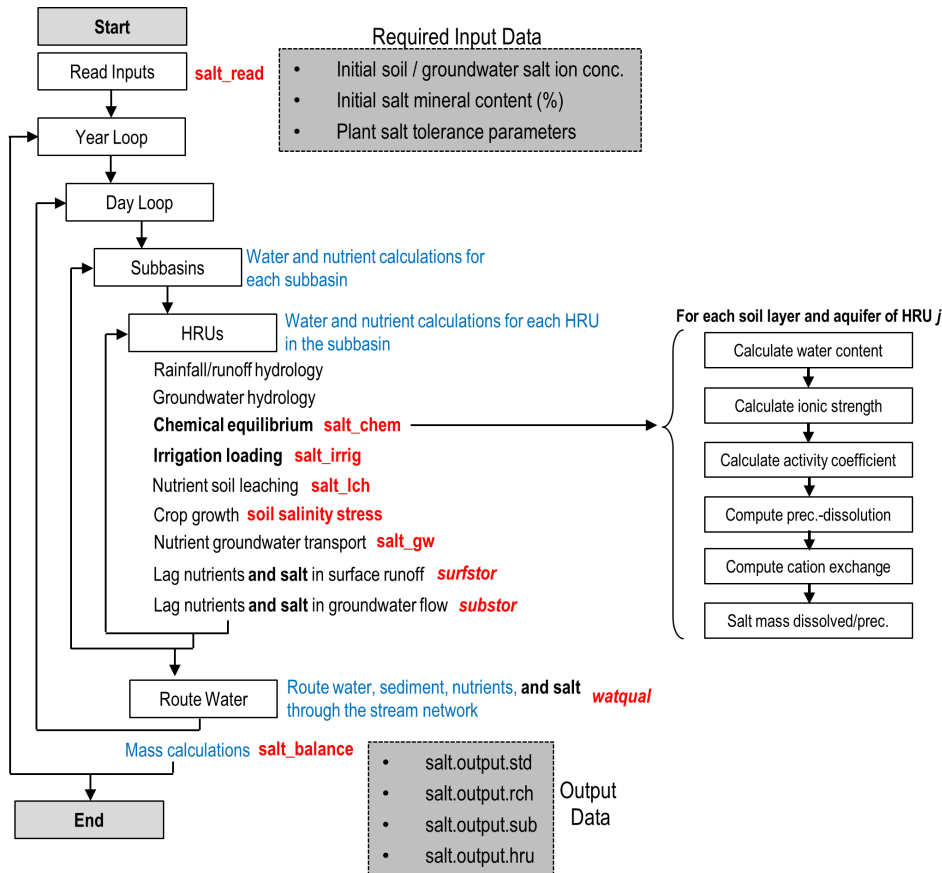 Start
Required Input Data
Read Inputs salt_read
• Initial soil / groundwater salt ion conc.
• Initial salt mineral content (%)
• Plant salt tolerance parameters
Year Loop
Day Loop
Subbasins
Water and nutrient calculations for
each subbasin
HRUs
Water and nutrient calculations for each HRU
in the subbasin
Rainfall/runoff hydrology
Groundwater hydrology
Chemical equilibrium salt_chem
Irrigation loading salt_irrig
Nutrient soil leaching salt_lch
Crop growth soil salinity stress
Nutrient groundwater transport salt_gw
Lag nutrients and salt in surface runoff surfstor
Lag nutrients and salt in groundwater flow substor
For each soil layer and aquifer of HRU j
Calculate water content
Calculate ionic strength
Calculate activity coefficient
Compute prec.-dissolution
Compute cation exchange
Salt mass dissolved/prec.
Route Water
Route water, sediment, nutrients, and salt
through the stream network
watqual
Mass calculations salt_balance
• salt.output.std
• salt.output.rch
• salt.output.sub
• salt.output.hru
Output
Data
End